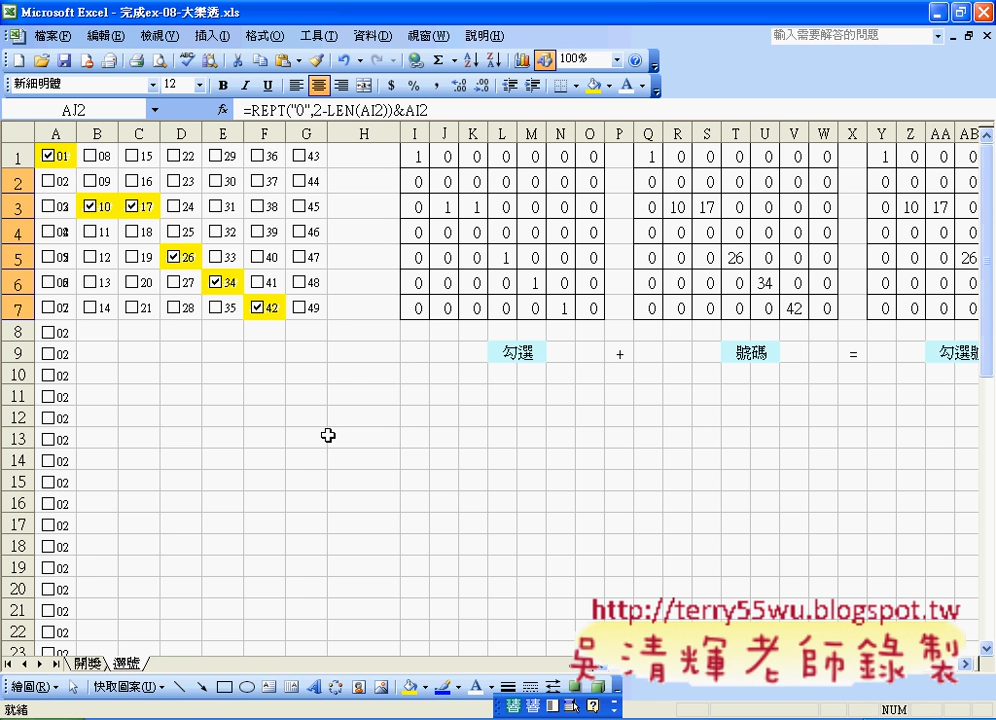 Microsoft Excel - 完成ex-08-大樂透.xls
檔案(F) 編輯(E) 檢視(V) 插入(I) 格式(O) 工具(T) 資料(D) 視窗(W) 說明(H) 輸入需要解答的問題
100%
新細明體 12 B I U $ % ,
AJ2 fx =REPT("0",2-LEN(AI2))&AI2
A B C D E F G H I J K L M N O P Q R S T U V W X Y Z AA AB
1 01 08 15 22 29 36 43 1 0 0 0 0 0 0 1 0 0 0 0 0 0 1 0 0 0
2 02 09 16 23 30 37 44 0 0 0 0 0 0 0 0 0 0 0 0 0 0 0 0 0 0
3 10 17 24 31 38 45 0 1 1 0 0 0 0 0 10 17 0 0 0 0 0 10 17 0
4 11 18 25 32 39 46 0 0 0 0 0 0 0 0 0 0 0 0 0 0 0 0 0 0
5 12 19 26 33 40 47 0 0 0 1 0 0 0 0 0 0 26 0 0 0 0 0 0 26
6 13 20 27 34 41 48 0 0 0 0 1 0 0 0 0 0 0 34 0 0 0 0 0 0
7 14 21 28 35 42 49 0 0 0 0 0 1 0 0 0 0 0 0 42 0 0 0 0 0
8 02
9 02 勾選 + 號碼 = 勾選
10 02
11 02
12 02
13 02
14 02
15 02
16 02
17 02
18 02
19 02
20 02
21 02
22 02
23
http://terry55wu.blogspot.tw
吳清輝老師錄製
開獎 選號
繪圖(R) 快取圖案(U)
就緒 NUM